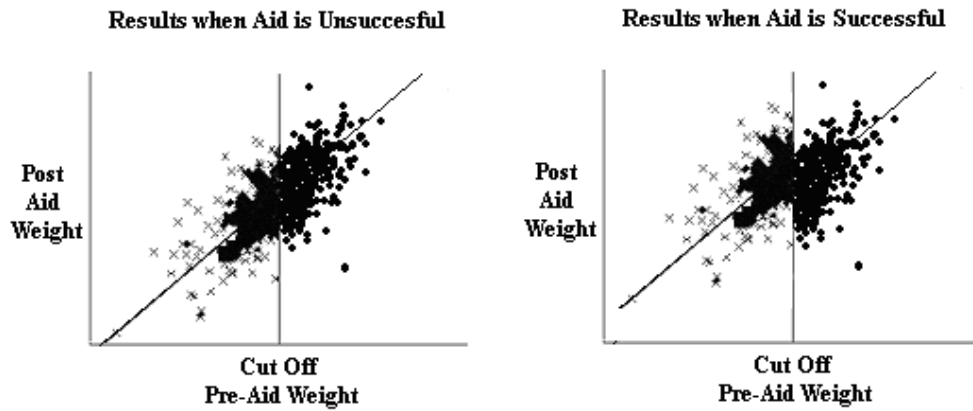 Results when Aid is Unsuccesful
Post
Aid
Weight
Cut Off
Pre-Aid Weight
Results when Aid is Successful
Post
Aid
Weight
Cut Off
Pre-Aid Weight